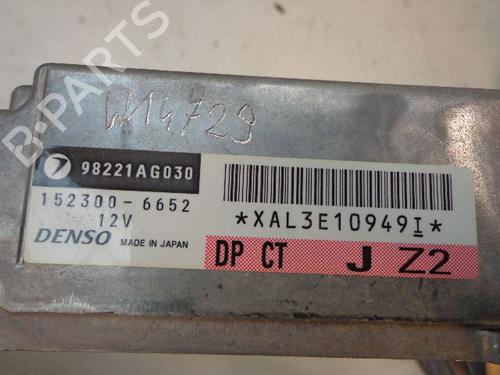 B-PARTS
W14729
98221AG030
152300-6652
12V
DENSO MADE IN JAPAN
*XAL3E10949I*
DP CT J Z2